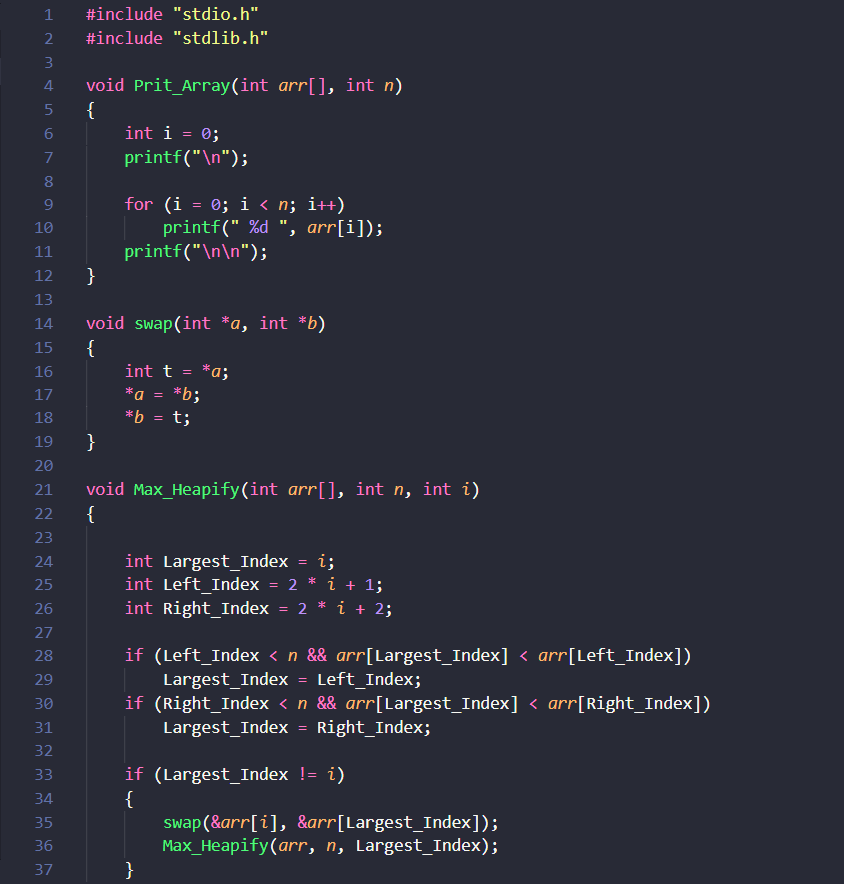 1 #include "stdio.h"
2 #include "stdlib.h"
3
4 void Prit_Array(int arr[], int n)
5 {
6     int i = 0;
7     printf("\n");
8
9     for (i = 0; i < n; i++)
10         printf(" %d ", arr[i]);
11     printf("\n\n");
12 }
13
14 void swap(int *a, int *b)
15 {
16     int t = *a;
17     *a = *b;
18     *b = t;
19 }
20
21 void Max_Heapify(int arr[], int n, int i)
22 {
23
24     int Largest_Index = i;
25     int Left_Index = 2 * i + 1;
26     int Right_Index = 2 * i + 2;
27
28     if (Left_Index < n && arr[Largest_Index] < arr[Left_Index])
29         Largest_Index = Left_Index;
30     if (Right_Index < n && arr[Largest_Index] < arr[Right_Index])
31         Largest_Index = Right_Index;
32
33     if (Largest_Index != i)
34     {
35         swap(&arr[i], &arr[Largest_Index]);
36         Max_Heapify(arr, n, Largest_Index);
37     }